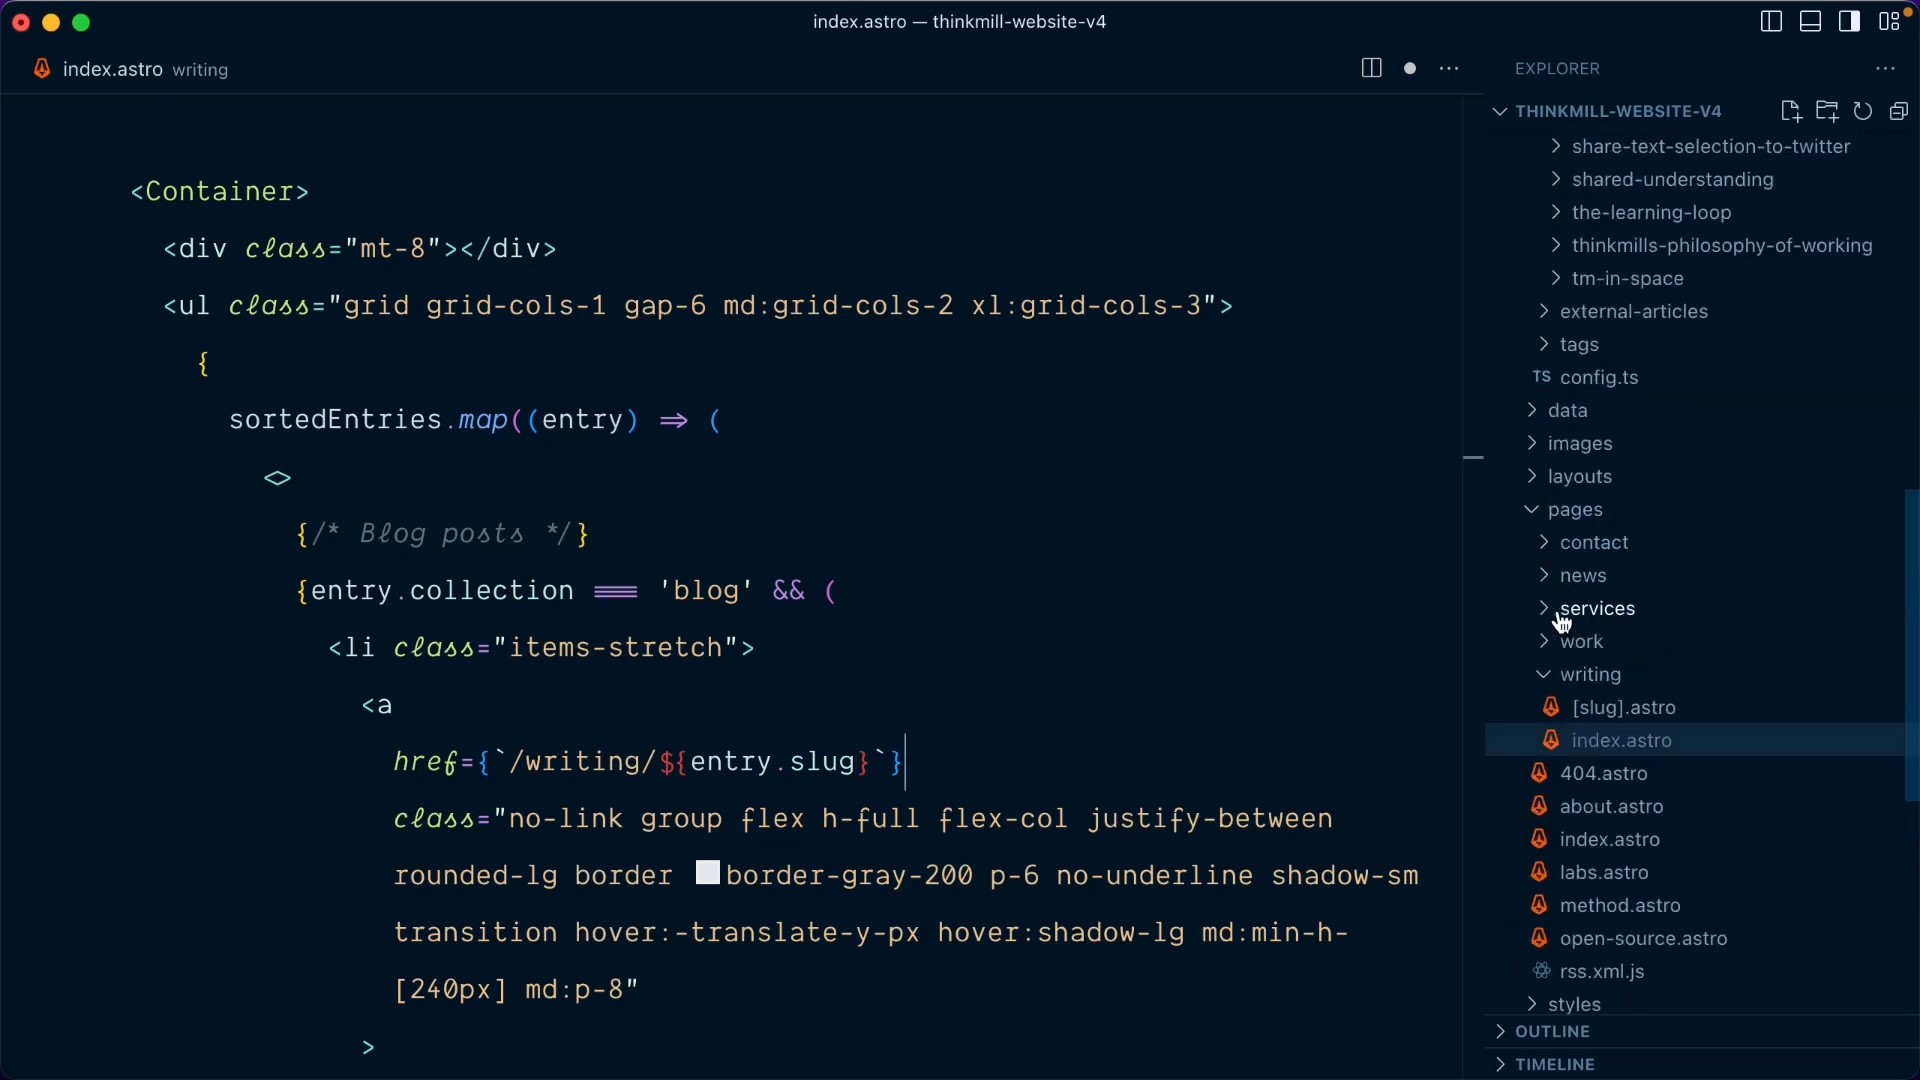 index.astro — thinkmill-website-v4
index.astro writing
<Container>
<div class="mt-8"></div>
<ul class="grid grid-cols-1 gap-6 md:grid-cols-2 xl:grid-cols-3">
{
sortedEntries.map((entry) => (
<>
{/* Blog posts */}
{entry.collection === 'blog' && (
<li class="items-stretch">
<a
href={`/writing/${entry.slug}`}
class="no-link group flex h-full flex-col justify-between
rounded-lg border border-gray-200 p-6 no-underline shadow-sm
transition hover:-translate-y-px hover:shadow-lg md:min-h-
[240px] md:p-8"
>
EXPLORER
THINKMILL-WEBSITE-V4
share-text-selection-to-twitter
shared-understanding
the-learning-loop
thinkmills-philosophy-of-working
tm-in-space
external-articles
tags
TS config.ts
data
images
layouts
pages
contact
news
services
work
writing
[slug].astro
index.astro
404.astro
about.astro
index.astro
labs.astro
method.astro
open-source.astro
rss.xml.js
styles
OUTLINE
TIMELINE